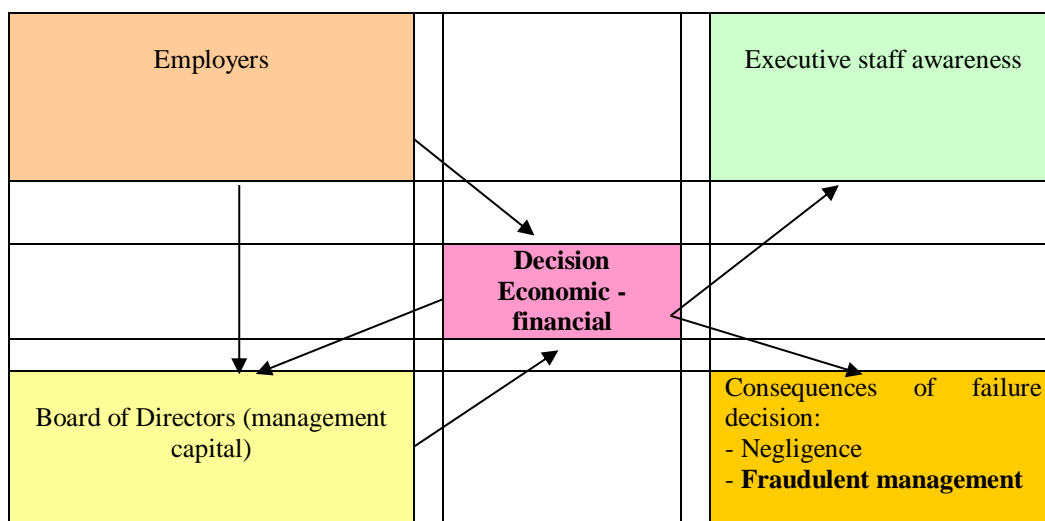 Employers
Executive staff awareness
Decision
Economic -
financial
Board of Directors (management
capital)
Consequences of failure
decision:
- Negligence
- Fraudulent management